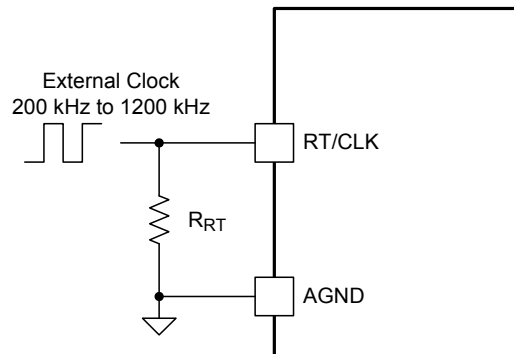 External Clock
200 kHz to 1200 kHz
RT/CLK
RRT
AGND